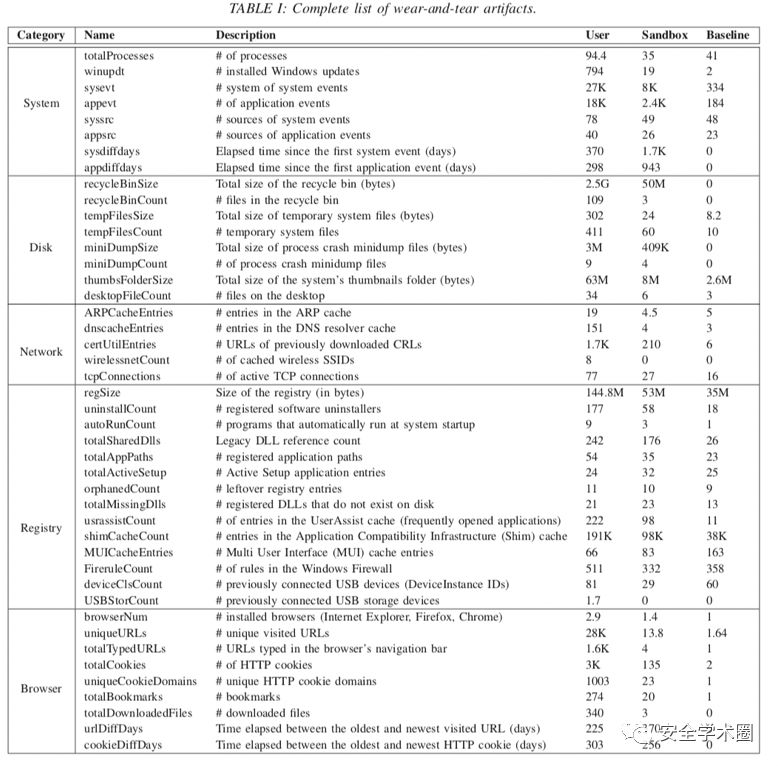 TABLE I: Complete list of wear-and-tear artifacts.
Category Name Description User Sandbox Baseline
System
totalProcesses # of processes 94.4 35 41
winupdt # installed Windows updates 794 19 2
sysevt # system of system events 27K 8K 334
appevt # of application events 18K 2.4K 184
syssrc # sources of system events 78 49 48
appsrc # sources of application events 40 26 23
sysdiffdays Elapsed time since the first system event (days) 370 1.7K 0
appdiffdays Elapsed time since the first application event (days) 298 943 0
Disk
recycleBinSize Total size of the recycle bin (bytes) 2.5G 50M 0
recycleBinCount # files in the recycle bin 109 3 0
tempFilesSize Total size of temporary system files (bytes) 302 24 8.2
tempFilesCount # temporary system files 411 60 10
miniDumpSize Total size of process crash minidump files (bytes) 3M 409K 0
miniDumpCount # of process crash minidump files 9 4 0
thumbsFolderSize Total size of the system's thumbnails folder (bytes) 63M 8M 2.6M
desktopFileCount # files on the desktop 34 6 3
Network
ARPCacheEntries # entries in the ARP cache 19 4.5 5
dnscacheEntries # entries in the DNS resolver cache 151 4 3
certUtilEntries # URLs of previously downloaded CRLs 1.7K 210 6
wirelessnetCount # of cached wireless SSIDs 8 0 0
tcpConnections # of active TCP connections 77 27 16
Registry
regSize Size of the registry (in bytes) 144.8M 53M 35M
uninstallCount # registered software uninstallers 177 58 18
autoRunCount # programs that automatically run at system startup 9 3 1
totalSharedDlls Legacy DLL reference count 242 176 26
totalAppPaths # registered application paths 54 35 23
totalActiveSetup # Active Setup application entries 24 32 25
orphanedCount # leftover registry entries 11 10 9
totalMissingDlls # registered DLLs that do not exist on disk 21 23 13
usrassistCount # of entries in the UserAssist cache (frequently opened applications) 222 98 11
shimCacheCount # entries in the Application Compatibility Infrastructure (Shim) cache 191K 98K 38K
MUICacheEntries # Multi User Interface (MUI) cache entries 66 83 163
FireruleCount # of rules in the Windows Firewall 511 332 358
deviceClsCount # previously connected USB devices (DeviceInstance IDs) 81 29 60
USBStorCount # previously connected USB storage devices 1.7 0 0
Browser
browserNum # installed browsers (Internet Explorer, Firefox, Chrome) 2.9 1.4 1
uniqueURLs # unique visited URLs 28K 13.8 1.64
totalTypedURLs # URLs typed in the browser's navigation bar 1.6K 4 1
totalCookies # of HTTP cookies 3K 135 2
uniqueCookieDomains # unique HTTP cookie domains 1003 23 1
totalBookmarks # bookmarks 274 20 1
totalDownloadedFiles # downloaded files 340 3 0
urlDiffDays Time elapsed between the oldest and newest visited URL (days) 225 370 0
cookieDiffDays Time elapsed between the oldest and newest HTTP cookie (days) 303 256 0
安全学术圈